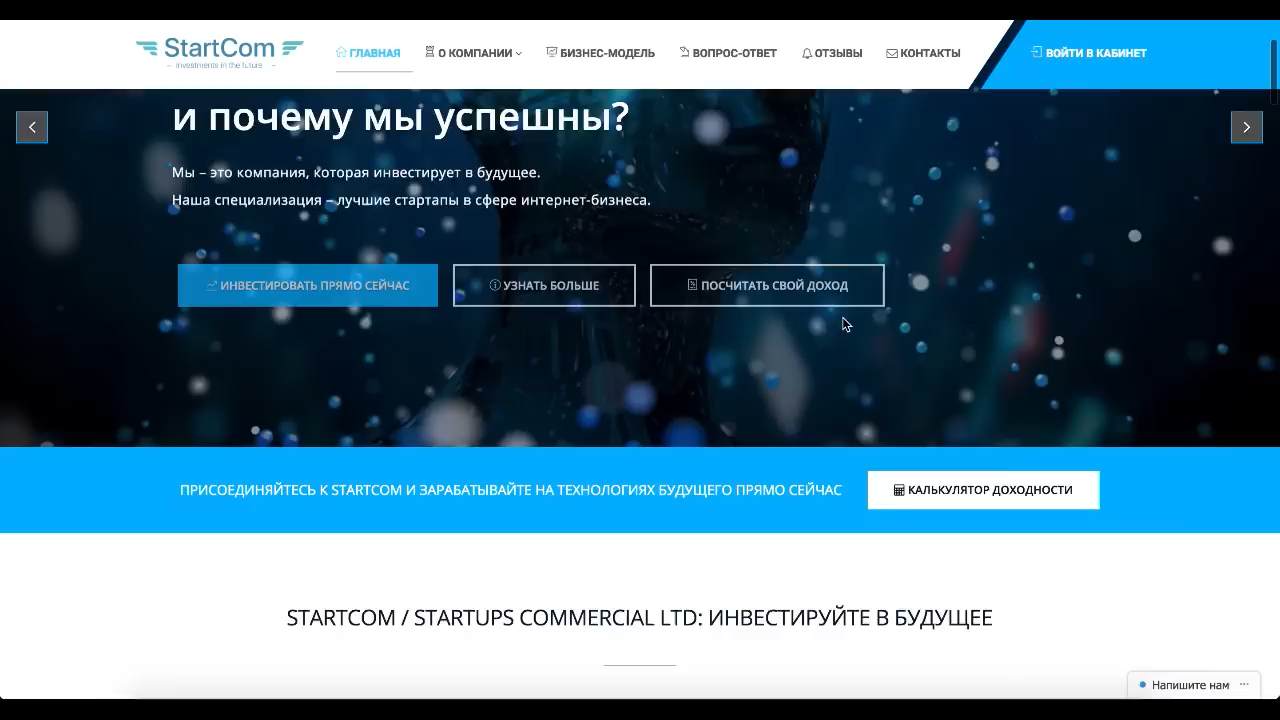 StartCom
– Investments in the future –
ГЛАВНАЯ
О КОМПАНИИ
БИЗНЕС-МОДЕЛЬ
ВОПРОС-ОТВЕТ
ОТЗЫВЫ
КОНТАКТЫ
ВОЙТИ В КАБИНЕТ
и почему мы успешны?
Мы – это компания, которая инвестирует в будущее.
Наша специализация – лучшие стартапы в сфере интернет-бизнеса.
ИНВЕСТИРОВАТЬ ПРЯМО СЕЙЧАС
УЗНАТЬ БОЛЬШЕ
ПОСЧИТАТЬ СВОЙ ДОХОД
ПРИСОЕДИНЯЙТЕСЬ К STARTCOM И ЗАРАБАТЫВАЙТЕ НА ТЕХНОЛОГИЯХ БУДУЩЕГО ПРЯМО СЕЙЧАС
КАЛЬКУЛЯТОР ДОХОДНОСТИ
STARTCOM / STARTUPS COMMERCIAL LTD: ИНВЕСТИРУЙТЕ В БУДУЩЕЕ
Напишите нам